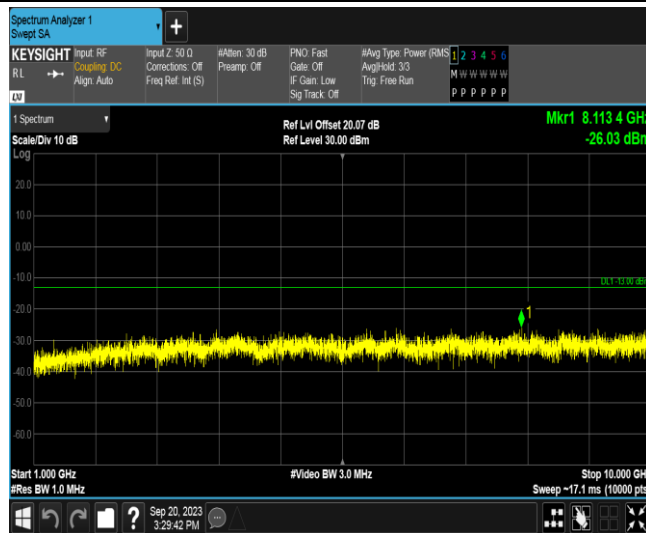 Spectrum Analyzer 1
Swept SA
KEYSIGHT Input: RF Input Z: 50 Ω #Atten: 30 dB PNO: Fast #Avg Type: Power (RMS 1 2 3 4 5 6
RL Coupling: DC Corrections: Off Preamp: Off Gate: Off Avg|Hold: 3/3 M W W W W W
Align: Auto Freq Ref: Int (S) IF Gain: Low Trig: Free Run
Sig Track: Off P P P P P P
LXI
1 Spectrum Ref Lvl Offset 20.07 dB Mkr1 8.113 4 GHz
Scale/Div 10 dB Ref Level 30.00 dBm -26.03 dBm
Log
20.0
10.0
0.00
-10.0
DL1 -13.00 dBm
1
-20.0
-30.0
-40.0
-50.0
-60.0
Start 1.000 GHz #Video BW 3.0 MHz Stop 10.000 GHz
#Res BW 1.0 MHz Sweep ~17.1 ms (10000 pts
? Sep 20, 2023
3:29:42 PM